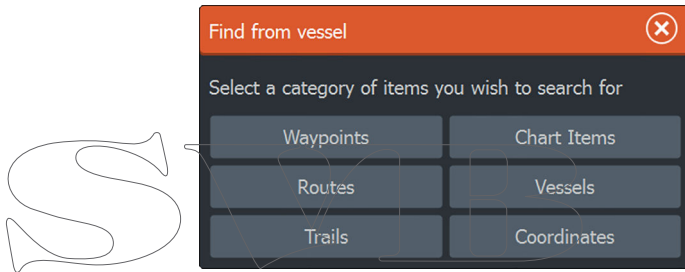 Find from vessel
Select a category of items you wish to search for
Waypoints Chart Items
Routes Vessels
Trails Coordinates